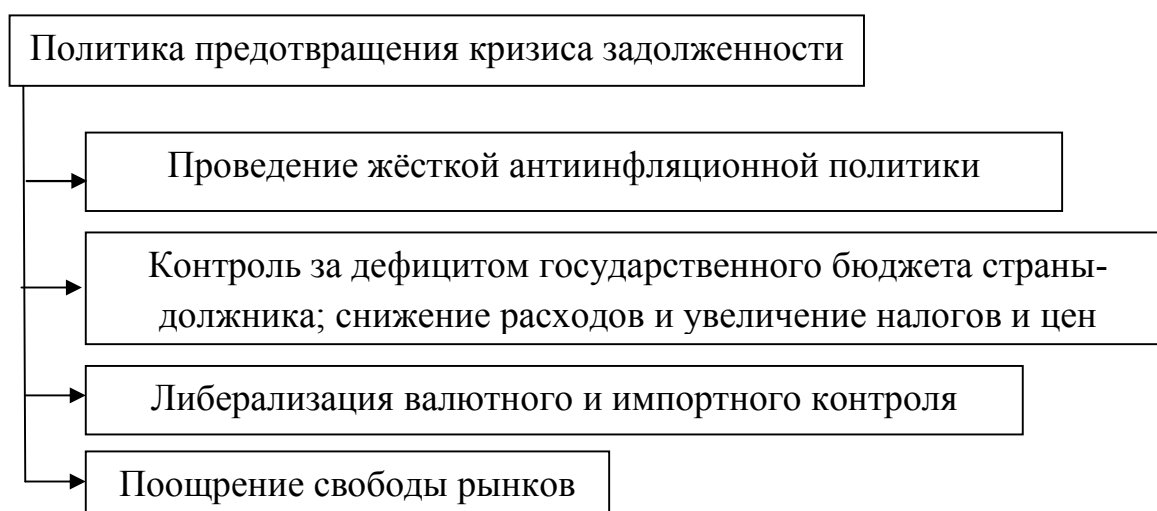 Политика предотвращения кризиса задолженности
Проведение жёсткой антиинфляционной политики
Контроль за дефицитом государственного бюджета страны-
должника; снижение расходов и увеличение налогов и цен
Либерализация валютного и импортного контроля
Поощрение свободы рынков